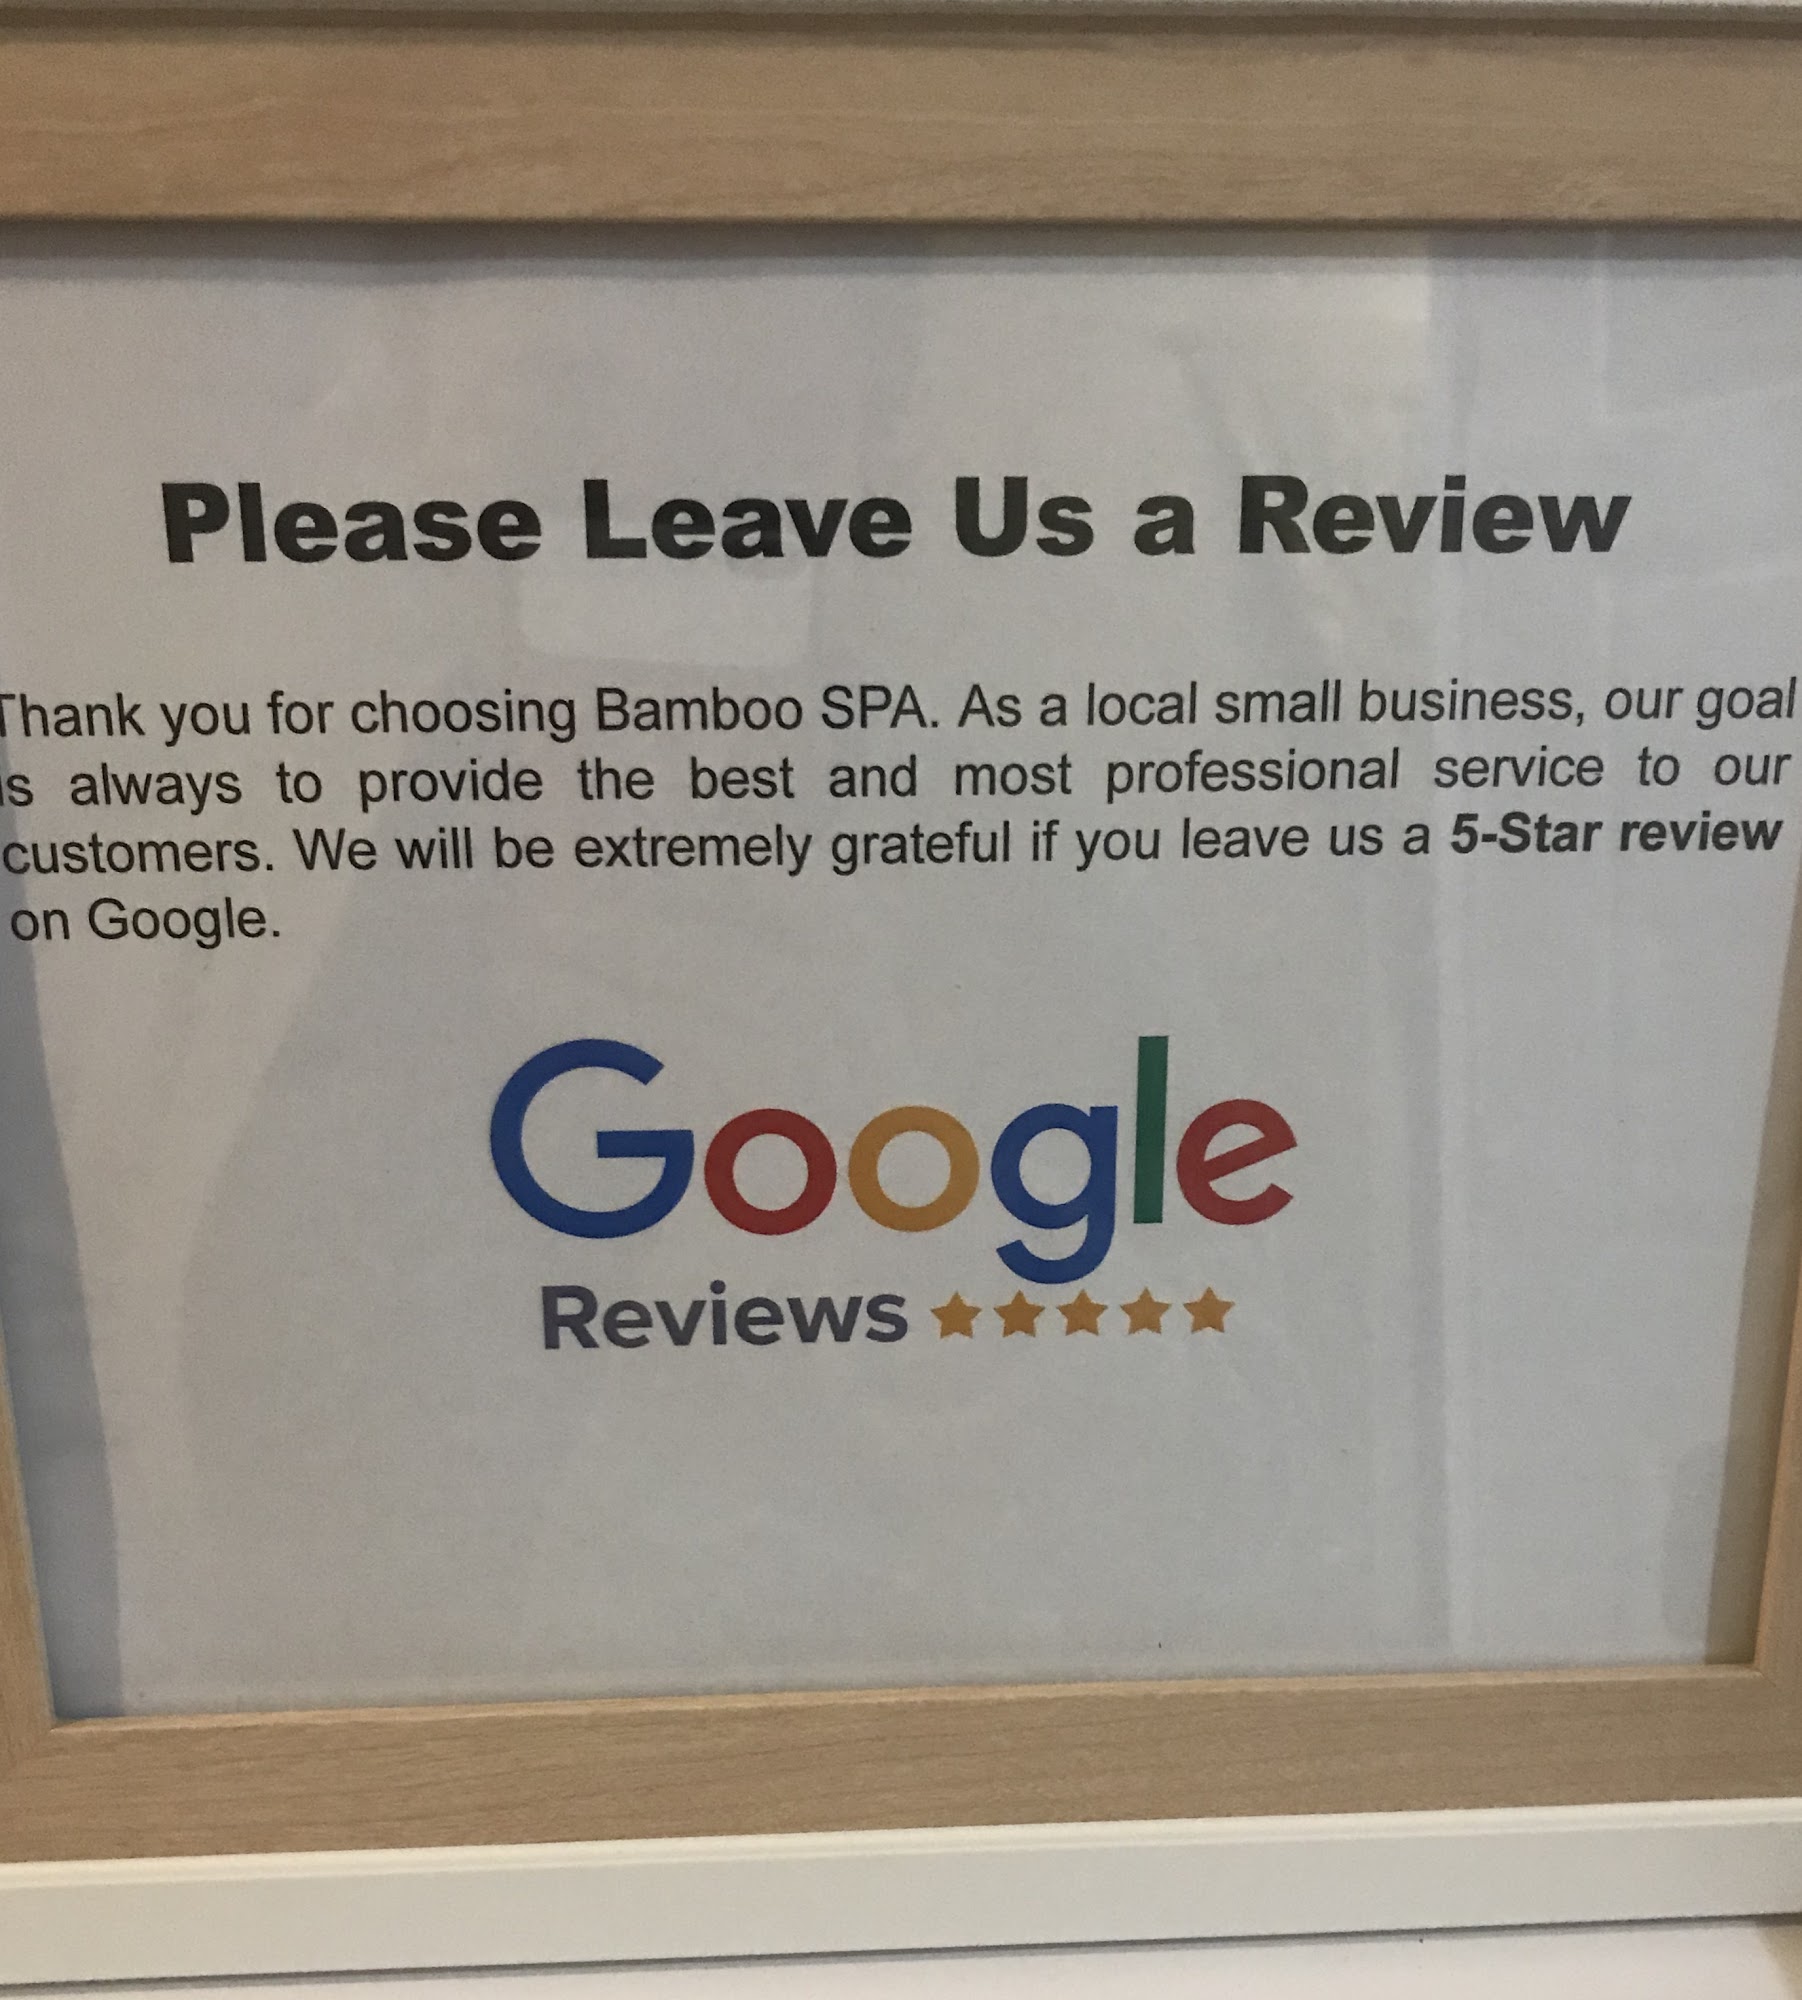 Please Leave Us a Review
Thank you for choosing Bamboo SPA. As a local small business, our goal
is always to provide the best and most professional service to our
customers. We will be extremely grateful if you leave us a 5-Star review
on Google.
Google
Reviews